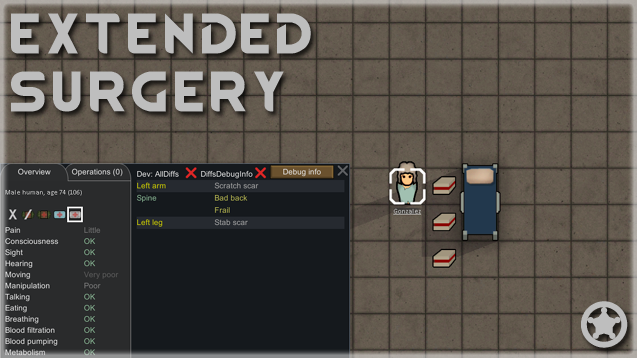 EXTENDED
SURGERY
Overview
Operations (0)
Male human, age 74 (106)
Pain Little
Consciousness OK
Sight OK
Hearing OK
Moving Very poor
Manipulation Poor
Talking OK
Eating OK
Breathing OK
Blood filtration OK
Blood pumping OK
Metabolism OK
Dev: AllDiffs
DiffsDebugInfo
Debug info
Left arm Scratch scar
Spine Bad back
Frail
Left leg Stab scar
Gonzalez